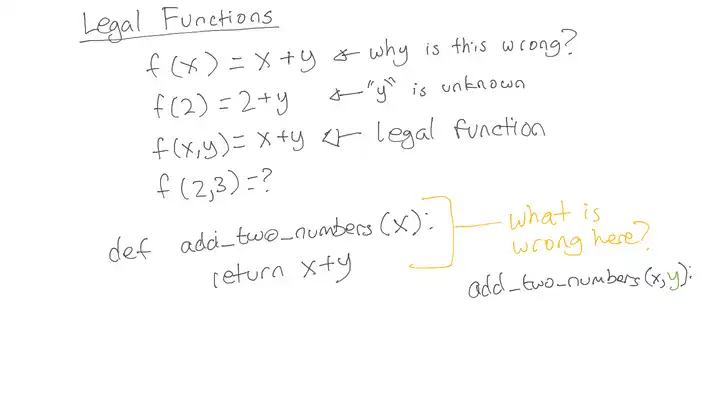 Legal Functions
f(x) = x+y ← why is this wrong?
f(2) = 2+y ← "y" is unknown
f(x,y) = x+y ← legal function
f(2,3) = ?
def add_two_numbers(x):
return x+y
what is
wrong here?
add_two_numbers(x,y):